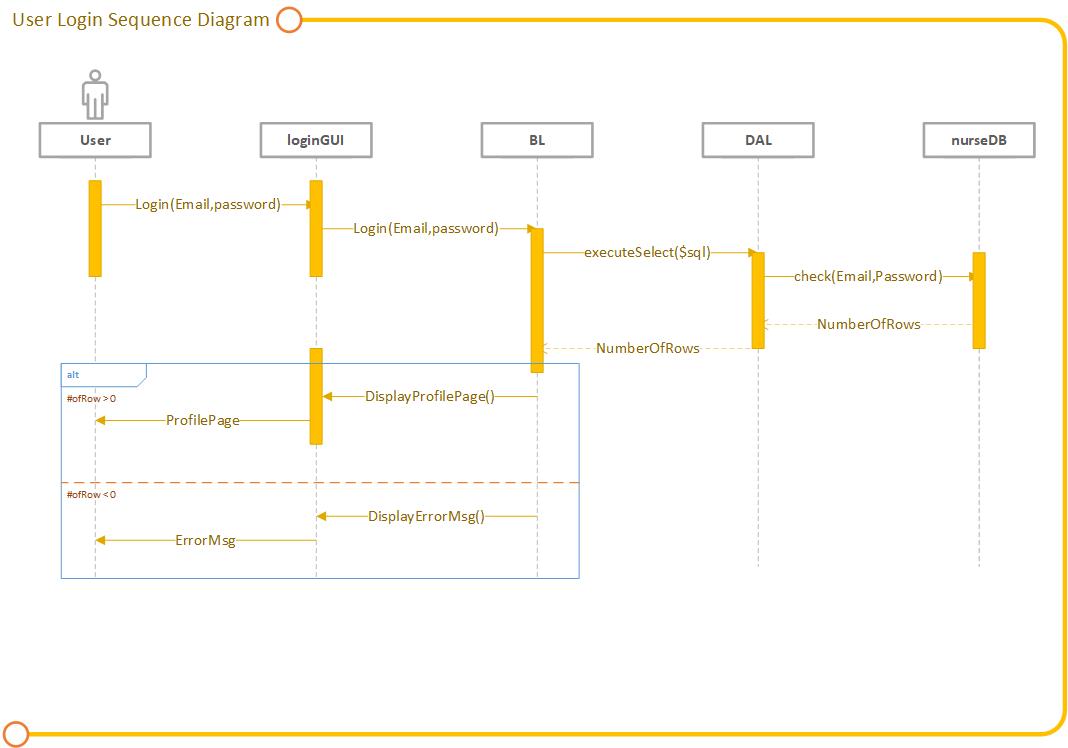 User Login Sequence Diagram
User
loginGUI
BL
DAL
nurseDB
Login(Email,password)
Login(Email,password)
executeSelect($sql)
check(Email,Password)
NumberOfRows
NumberOfRows
alt
#ofRow > 0
DisplayProfilePage()
ProfilePage
#ofRow < 0
DisplayErrorMsg()
ErrorMsg